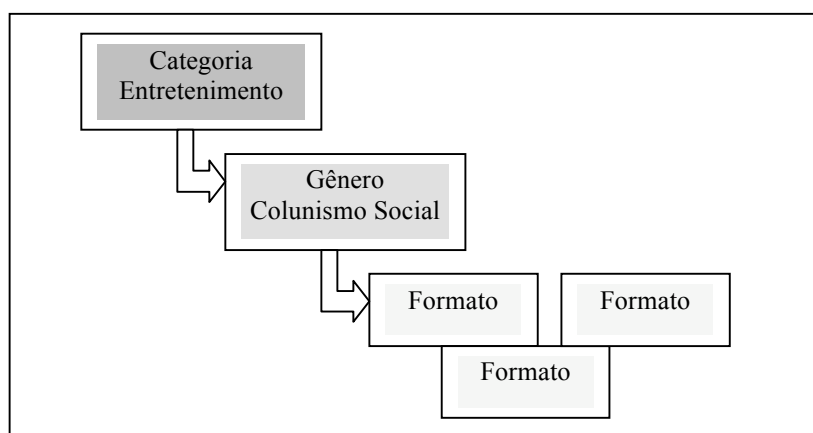 Categoria
Entretenimento
Gênero
Colunismo Social
Formato
Formato
Formato